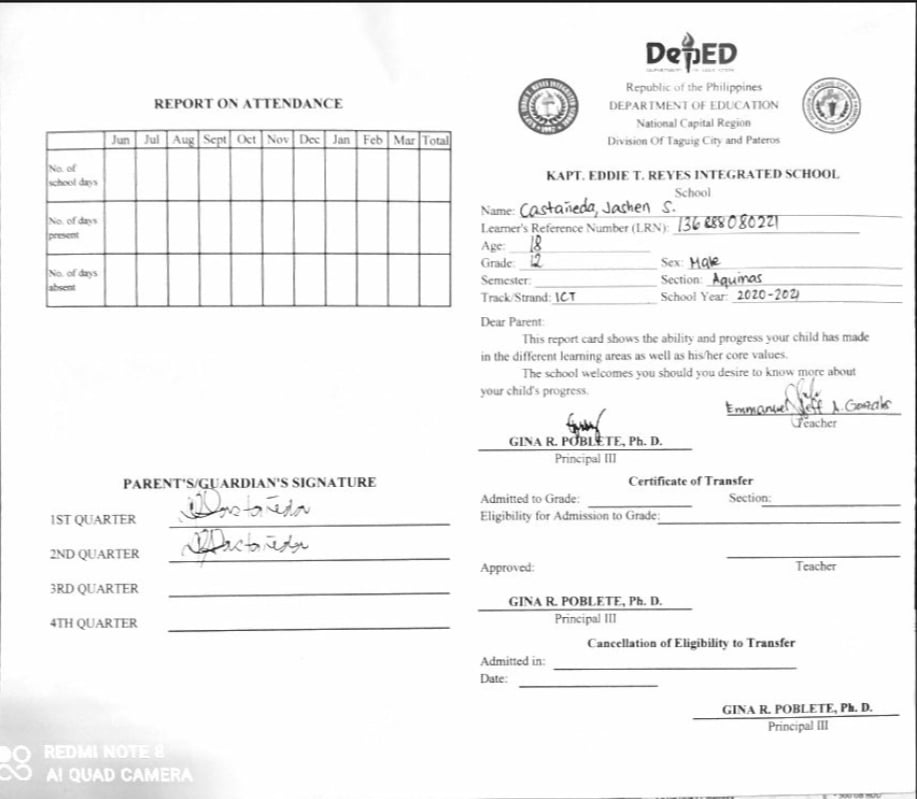 REPORT ON ATTENDANCE
Jun Jul Aug Sept Oct Nov Dec Jan Feb Mar Total
No. of
school days
No. of days
present
No. of days
absent
PARENT'S/GUARDIAN'S SIGNATURE
1ST QUARTER
2ND QUARTER
3RD QUARTER
4TH QUARTER
DepED
DEPARTMENT OF EDUCATION
Republic of the Philippines
DEPARTMENT OF EDUCATION
National Capital Region
Division Of Taguig City and Pateros
KAPT. EDDIE T. REYES INTEGRATED SCHOOL
School
Name: Castañeda, Jashen S.
Learner's Reference Number (LRN): 136888080221
Age: 18
Grade: 12 Sex: Male
Semester: Section: Aquinas
Track/Strand: ICT School Year: 2020-2021
Dear Parent:
This report card shows the ability and progress your child has made
in the different learning areas as well as his/her core values.
The school welcomes you should you desire to know more about
your child's progress.
Emmanuel Jeff A. Gonzales
Teacher
GINA R. POBLETE, Ph. D.
Principal III
Certificate of Transfer
Admitted to Grade: Section:
Eligibility for Admission to Grade:
Approved: Teacher
GINA R. POBLETE, Ph. D.
Principal III
Cancellation of Eligibility to Transfer
Admitted in:
Date:
GINA R. POBLETE, Ph. D.
Principal III
REDMI NOTE 8
AI QUAD CAMERA